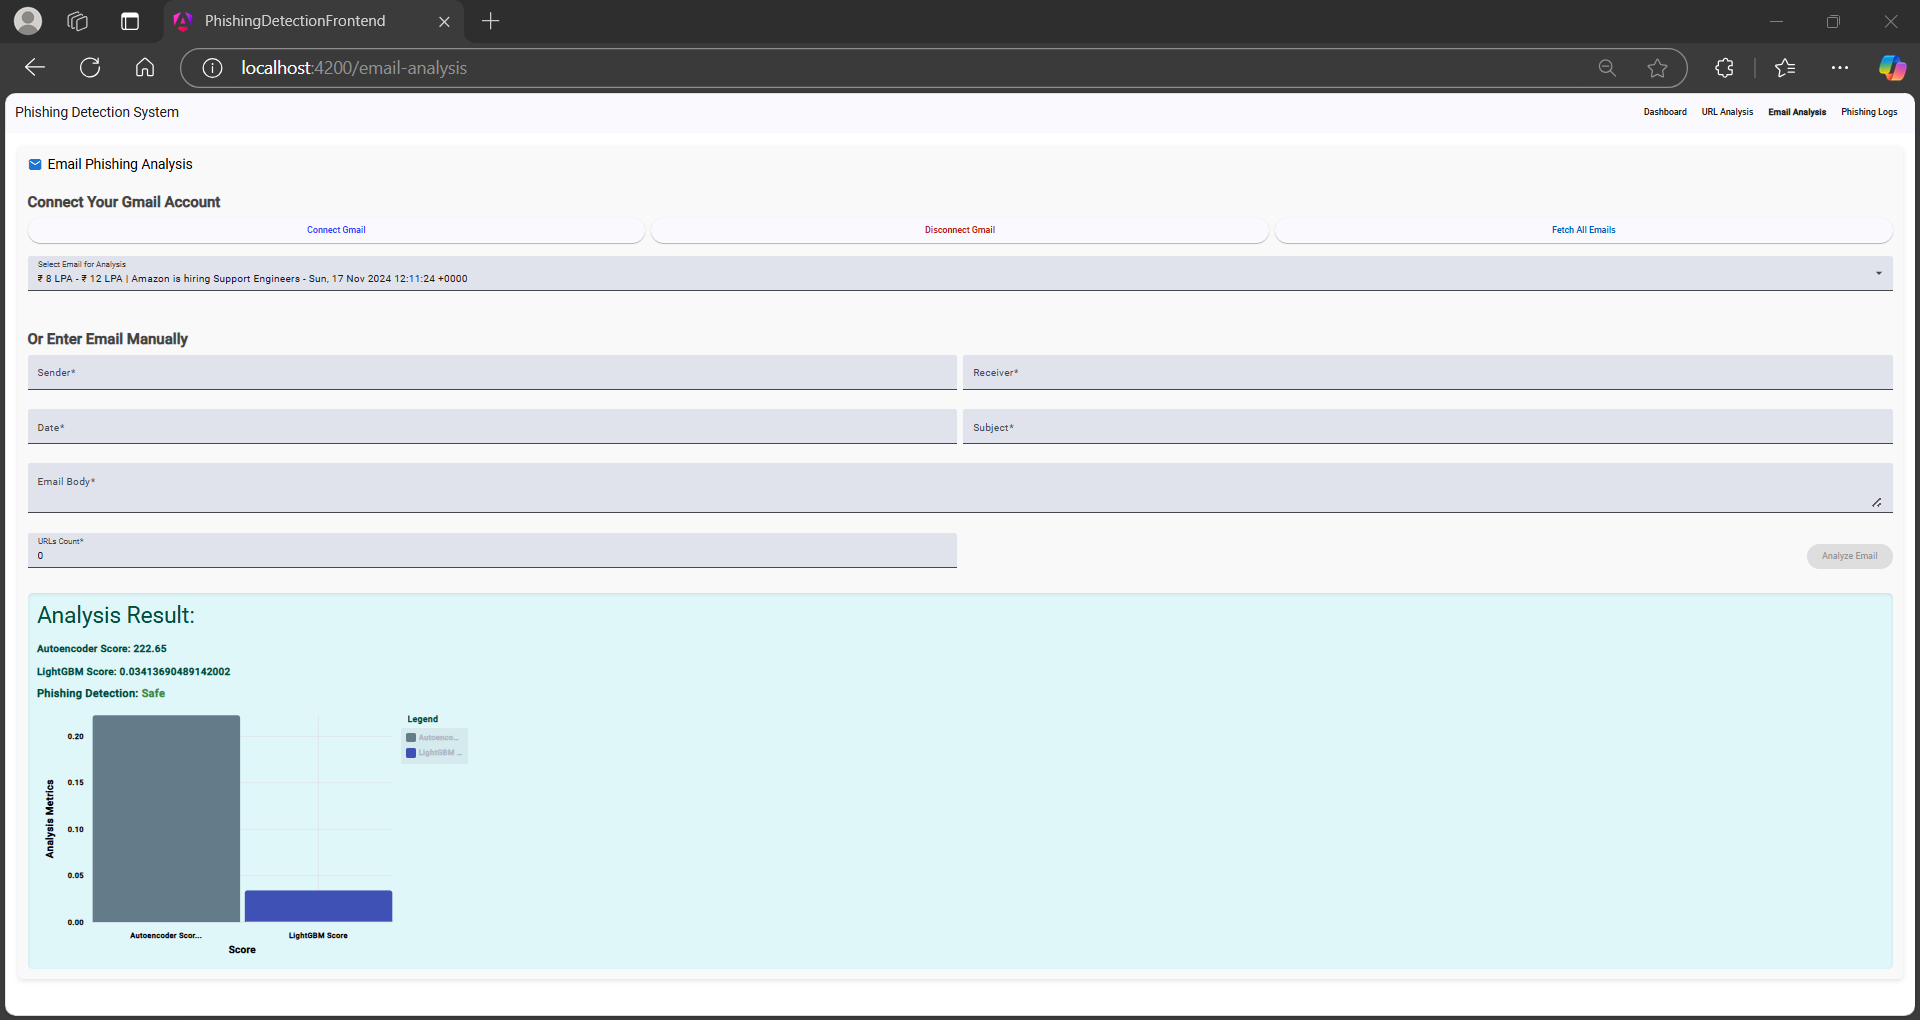 PhishingDetectionFrontend
localhost:4200/email-analysis
Phishing Detection System
Dashboard URL Analysis Email Analysis Phishing Logs
Email Phishing Analysis
Connect Your Gmail Account
Connect Gmail Disconnect Gmail Fetch All Emails
Select Email for Analysis
₹ 8 LPA - ₹ 12 LPA | Amazon is hiring Support Engineers - Sun, 17 Nov 2024 12:11:24 +0000
Or Enter Email Manually
Sender* Receiver*
Date* Subject*
Email Body*
URLs Count*
0
Analyze Email
Analysis Result:
Autoencoder Score: 222.65
LightGBM Score: 0.03413690489142002
Phishing Detection: Safe
Legend
Autoenco...
LightGBM ...
0.20
0.15
0.10
0.05
0.00
Analysis Metrics
Autoencoder Scor... LightGBM Score
Score